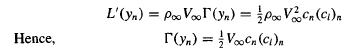 L′(yₙ) = ρ∞V∞Γ(yₙ) = ½ρ∞V∞²cₙ(cₗ)ₙ
Hence, Γ(yₙ) = ½V∞cₙ(cₗ)ₙ